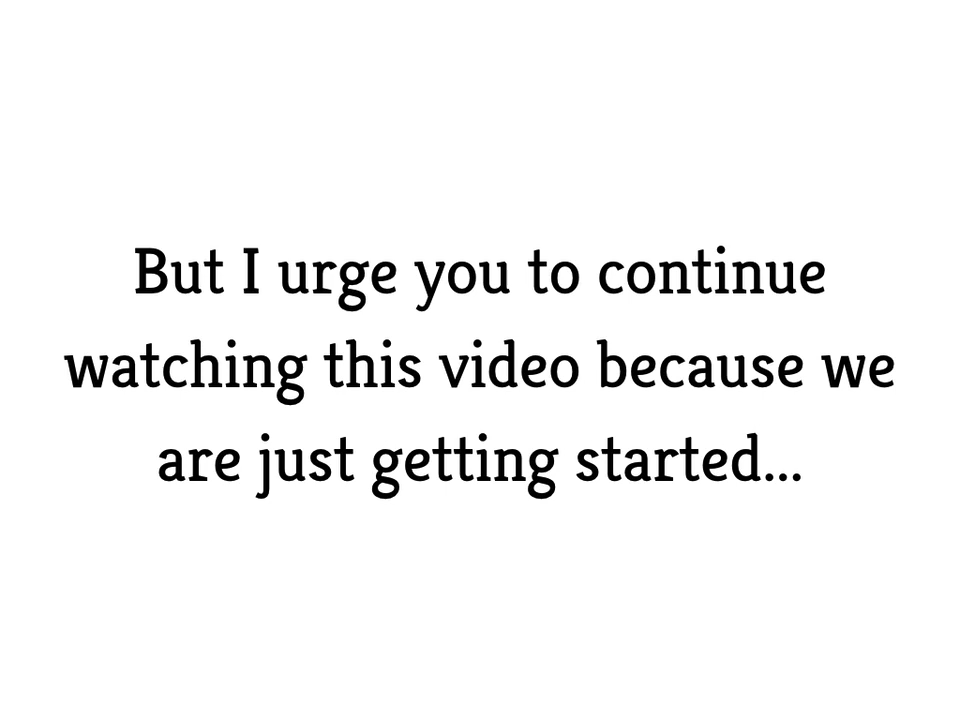 But I urge you to continue
watching this video because we
are just getting started...